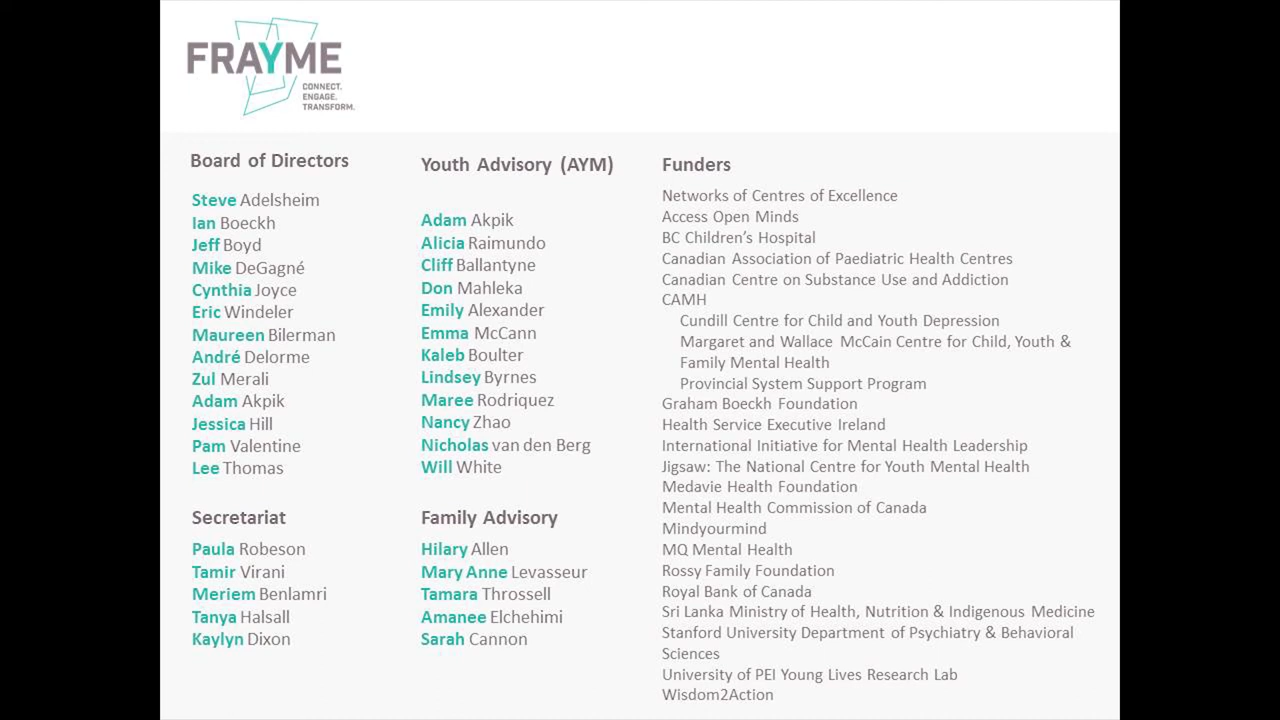 FRAYME
CONNECT.
ENGAGE.
TRANSFORM.
Board of Directors
Steve Adelsheim
Ian Boeckh
Jeff Boyd
Mike DeGagné
Cynthia Joyce
Eric Windeler
Maureen Bilerman
André Delorme
Zul Merali
Adam Akpik
Jessica Hill
Pam Valentine
Lee Thomas
Secretariat
Paula Robeson
Tamir Virani
Meriem Benlamri
Tanya Halsall
Kaylyn Dixon
Youth Advisory (AYM)
Adam Akpik
Alicia Raimundo
Cliff Ballantyne
Don Mahleka
Emily Alexander
Emma McCann
Kaleb Boulter
Lindsey Byrnes
Maree Rodriquez
Nancy Zhao
Nicholas van den Berg
Will White
Family Advisory
Hilary Allen
Mary Anne Levasseur
Tamara Throssell
Amanee Elchehimi
Sarah Cannon
Funders
Networks of Centres of Excellence
Access Open Minds
BC Children's Hospital
Canadian Association of Paediatric Health Centres
Canadian Centre on Substance Use and Addiction
CAMH
Cundill Centre for Child and Youth Depression
Margaret and Wallace McCain Centre for Child, Youth &
Family Mental Health
Provincial System Support Program
Graham Boeckh Foundation
Health Service Executive Ireland
International Initiative for Mental Health Leadership
Jigsaw: The National Centre for Youth Mental Health
Medavie Health Foundation
Mental Health Commission of Canada
Mindyourmind
MQ Mental Health
Rossy Family Foundation
Royal Bank of Canada
Sri Lanka Ministry of Health, Nutrition & Indigenous Medicine
Stanford University Department of Psychiatry & Behavioral
Sciences
University of PEI Young Lives Research Lab
Wisdom2Action